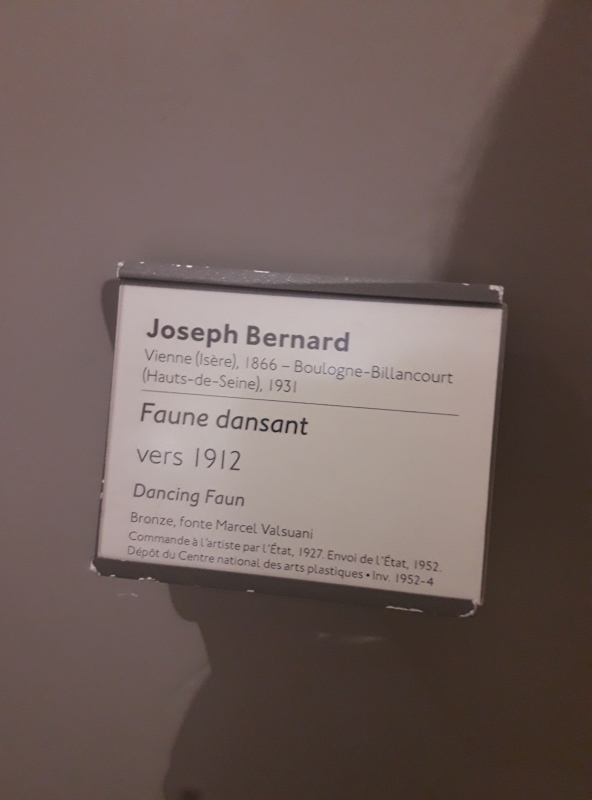 Joseph Bernard
Vienne (Isère), 1866 – Boulogne-Billancourt
(Hauts-de-Seine), 1931
Faune dansant
vers 1912
Dancing Faun
Bronze, fonte Marcel Valsuani
Commande à l'artiste par l'État, 1927. Envoi de l'État, 1952.
Dépôt du Centre national des arts plastiques • Inv. 1952-4